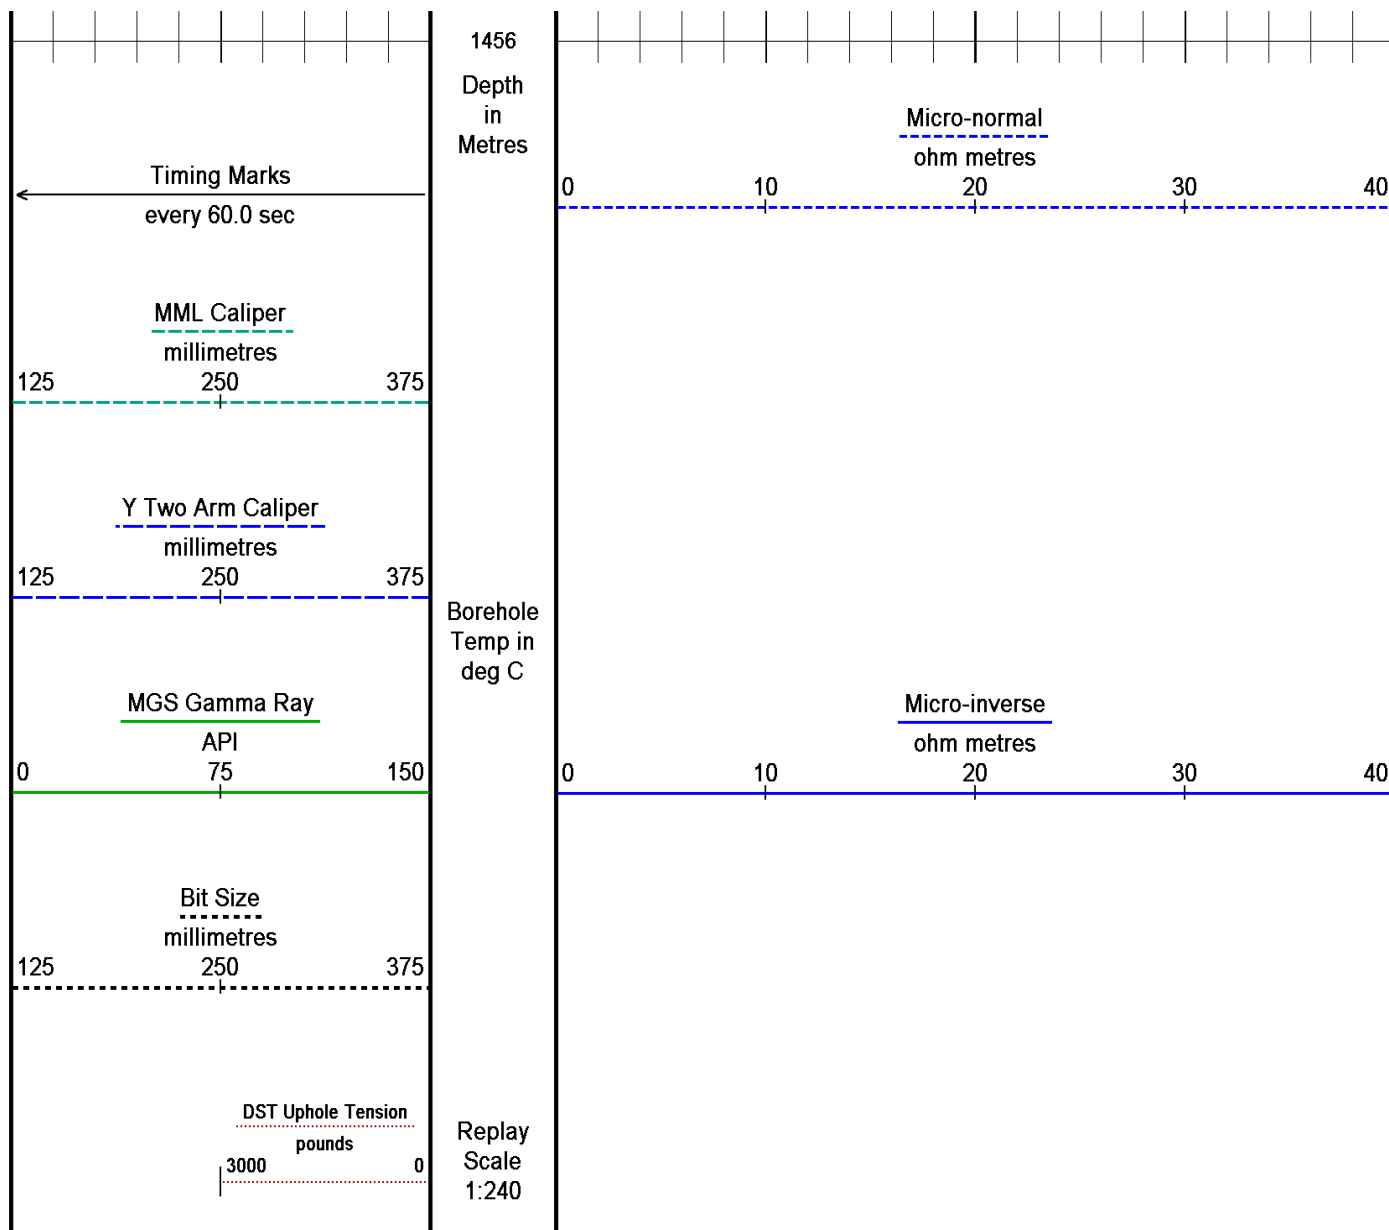 1456
Depth
in
Metres
Timing Marks
every 60.0 sec
MML Caliper
millimetres
125 250 375
Y Two Arm Caliper
millimetres
125 250 375
MGS Gamma Ray
API
0 75 150
Bit Size
millimetres
125 250 375
DST Uphole Tension
pounds
3000 0
Borehole
Temp in
deg C
Replay
Scale
1:240
Micro-normal
ohm metres
0 10 20 30 40
Micro-inverse
ohm metres
0 10 20 30 40